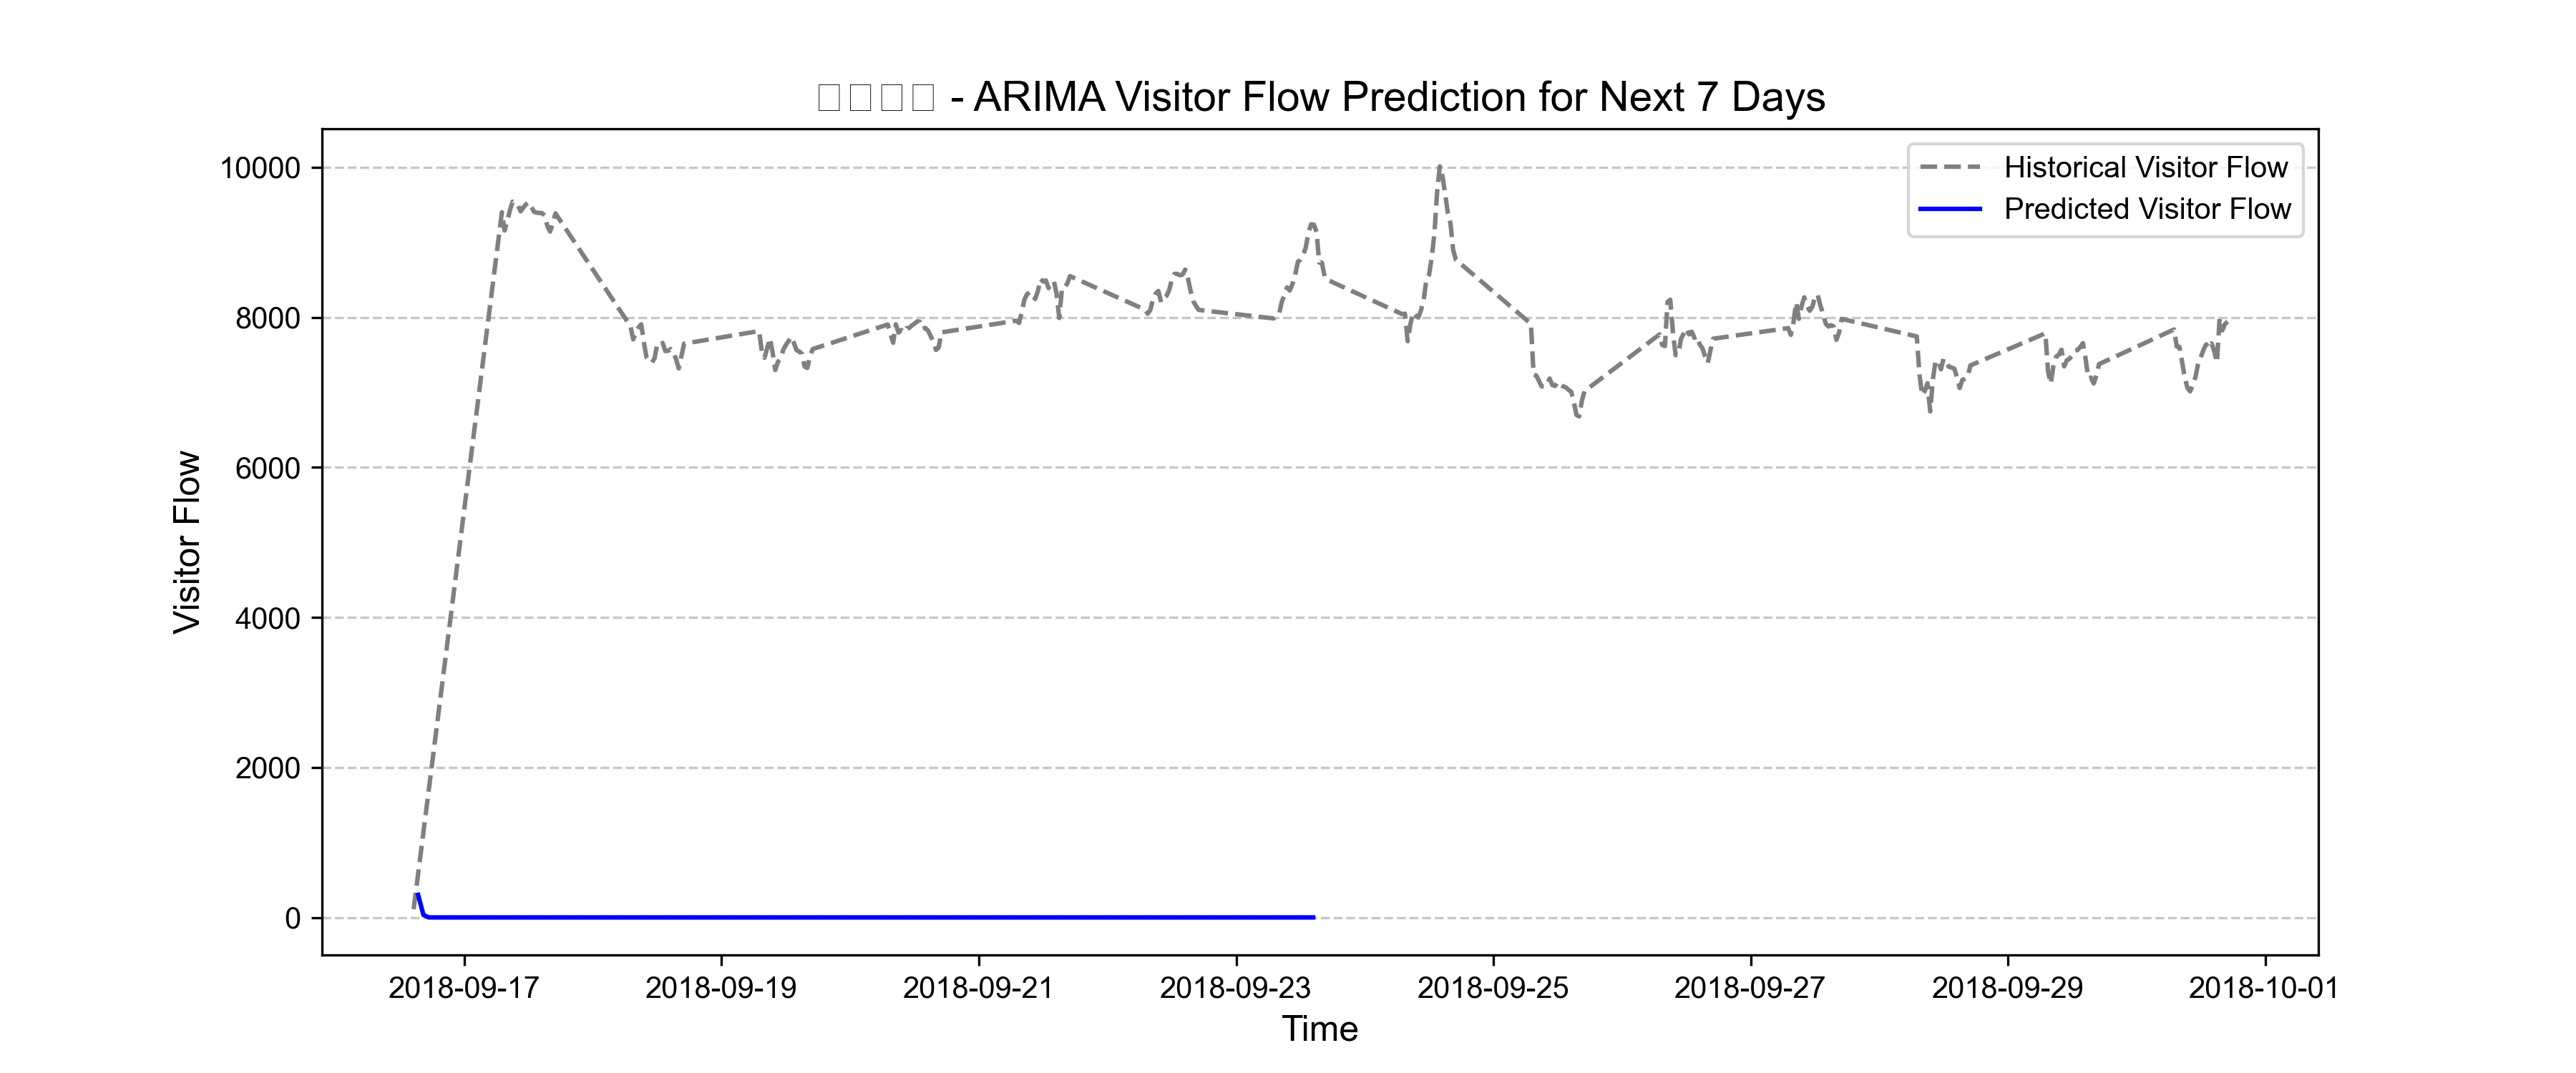 - ARIMA Visitor Flow Prediction for Next 7 Days
Historical Visitor Flow
Predicted Visitor Flow
10000
8000
6000
4000
2000
0
Visitor Flow
2018-09-17
2018-09-19
2018-09-21
2018-09-23
2018-09-25
2018-09-27
2018-09-29
2018-10-01
Time